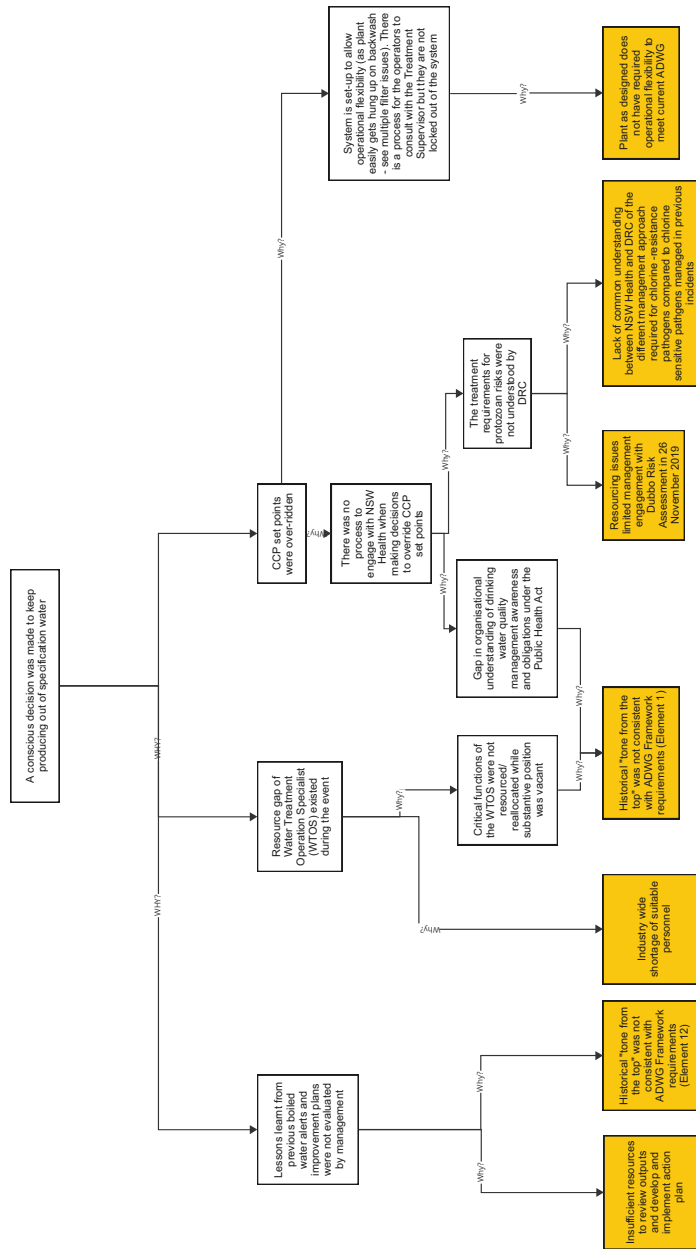 A conscious decision was made to keep
producing out of specification water
WHY?
WHY?
Lessons learnt from
previous boiled
water alerts and
improvement plans
were not evaluated
by management
Resource gap of
Water Treatment
Operation Specialist
(WTOS) existed
during the event
CCP set points
were over-ridden
Why?
Why?
There was no
process to
engage with NSW
Health when
making decisions
to override CCP
set points
System is set-up to allow
operational flexibility (as plant
easily gets hung up on backwash
- see multiple filter issues). There
is a process for the operators to
consult with the Treatment
Supervisor but they are not
locked out of the system
Why?
Why?
Why?
Why?
Why?
Why?
Why?
Critical functions of
the WTOS were not
resourced/
reallocated while
substantive position
was vacant
Gap in organisational
understanding of drinking
water quality
management awareness
and obligations under the
Public Health Act
The treatment
requirements for
protozoan risks were
not understood by
DRC
Why?
Why?
Why?
Why?
Insufficient resources
to review outputs
and develop and
implement action
plan
Historical "tone from
the top" was not
consistent with
ADWG Framework
requirements
(Element 12)
Industry wide
shortage of suitable
personnel
Historical "tone from the
top" was not consistent
with ADWG Framework
requirements (Element 1)
Resourcing issues
limited management
engagement with
Dubbo Risk
Assessment in 26
November 2019
Lack of common understanding
between NSW Health and DRC of the
different management approach
required for chlorine -resistance
pathogens compared to chlorine
sensitive pathgens managed in previous
incidents
Plant as designed does
not have required
operational flexibility to
meet current ADWG